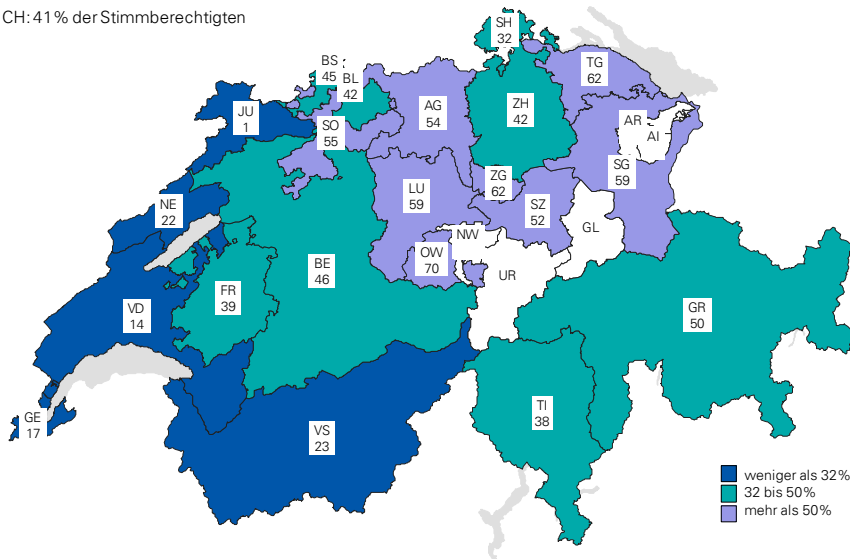 CH: 41% der Stimmberechtigten
SH
32
BS
45
BL
42
TG
62
JU
1
AG
54
ZH
42
AR
AI
SO
55
SG
59
ZG
62
LU
59
SZ
52
NE
22
NW
GL
OW
70
BE
46
UR
FR
39
VD
14
GR
50
TI
38
GE
17
VS
23
weniger als 32%
32 bis 50%
mehr als 50%